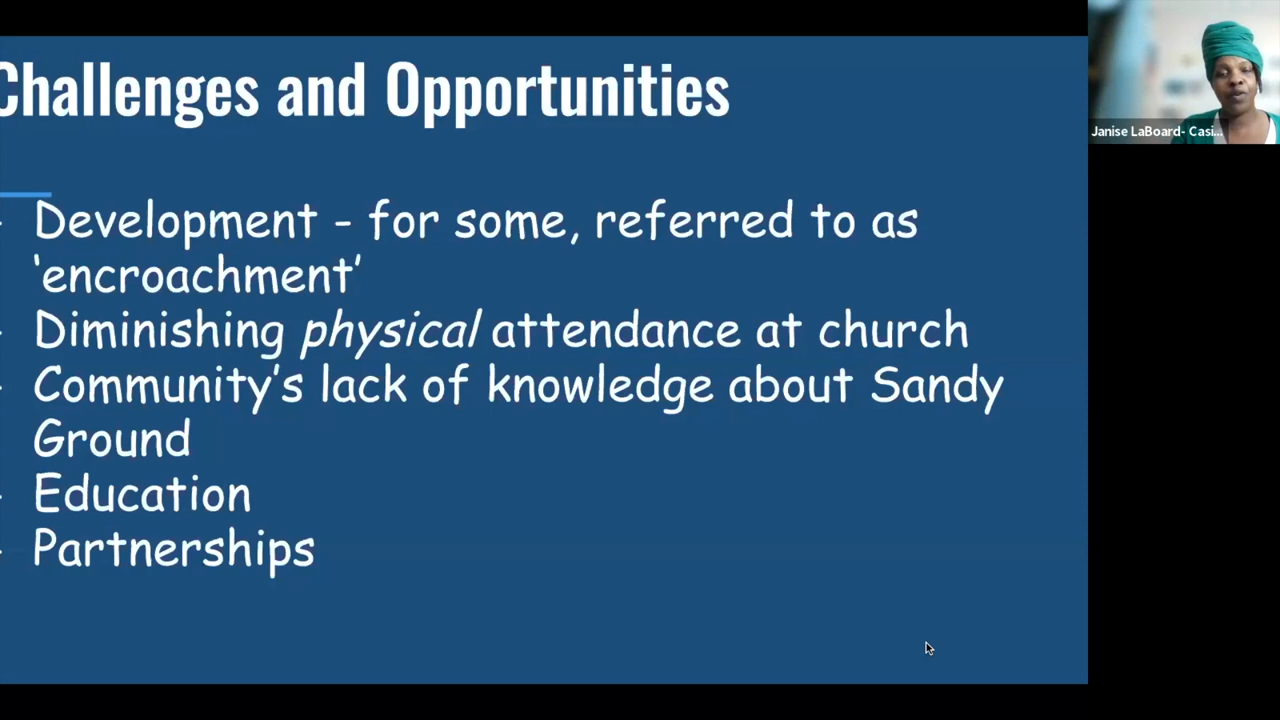 Challenges and Opportunities
Janise LaBoard- Casi...
- Development - for some, referred to as
‘encroachment’
- Diminishing physical attendance at church
- Community’s lack of knowledge about Sandy
Ground
- Education
- Partnerships